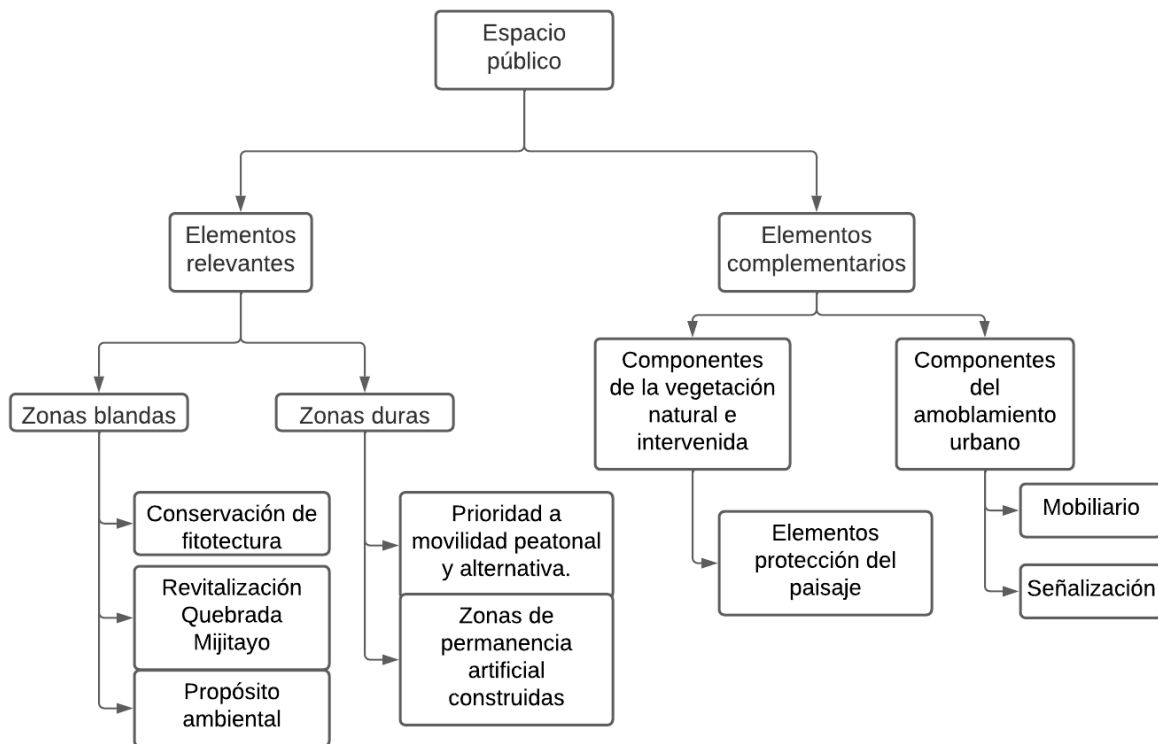 Espacio
público
Elementos
relevantes
Elementos
complementarios
Zonas blandas
Zonas duras
Componentes
de la vegetación
natural e
intervenida
Componentes
del
amoblamiento
urbano
Conservación de
fitotectura
Revitalización
Quebrada
Mijitayo
Propósito
ambiental
Prioridad a
movilidad peatonal
y alternativa.
Zonas de
permanencia
artificial
construidas
Elementos
protección del
paisaje
Mobiliario
Señalización